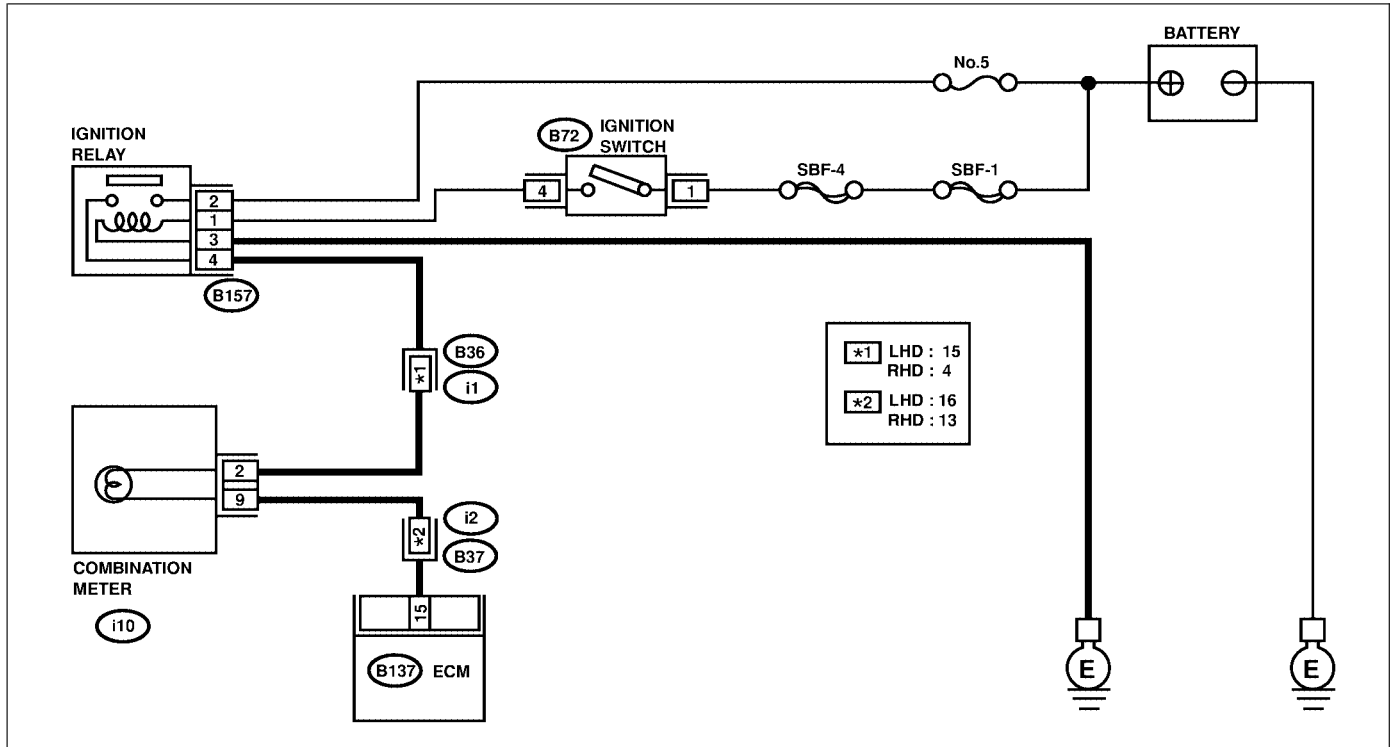 BATTERY
No.5
IGNITION
RELAY
B72
IGNITION
SWITCH
SBF-4
SBF-1
4
1
2
1
3
4
B157
B36
*1
i1
*1 LHD : 15
RHD : 4
*2 LHD : 16
RHD : 13
2
9
i2
*2
B37
COMBINATION
METER
i10
15
B137 ECM
E
E